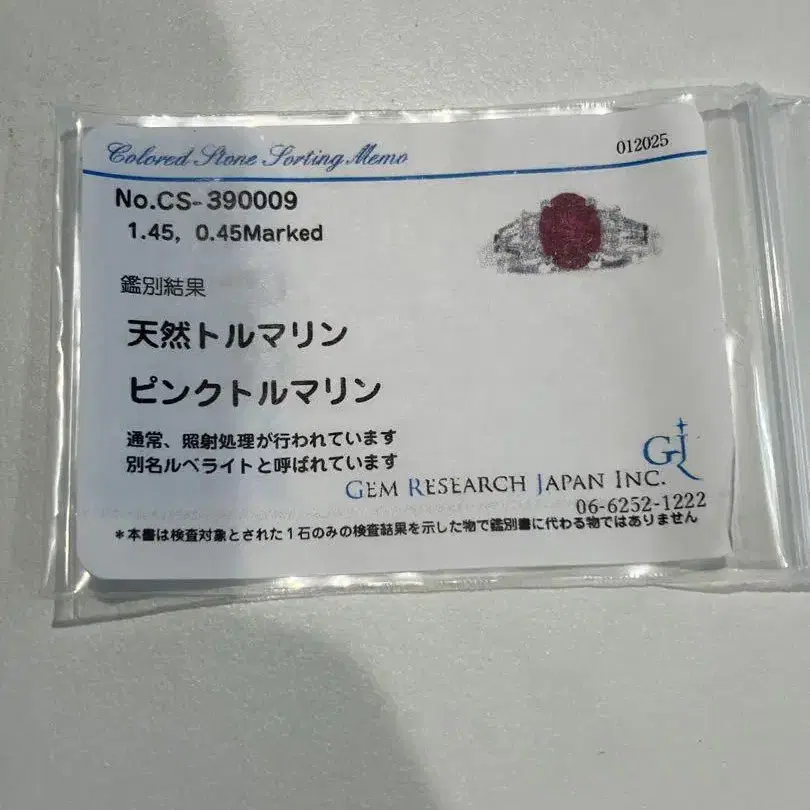 Colored Stone Sorting Memo
012025
No.CS-390009
1.45, 0.45Marked
鑑別結果
天然トルマリン
ピンクトルマリン
通常、照射処理が行われています
別名ルベライトと呼ばれています
GJ
GEM RESEARCH JAPAN INC.
06-6252-1222
*本書は検査対象とされた1石のみの検査結果を示した物で鑑別書に代わる物ではありません